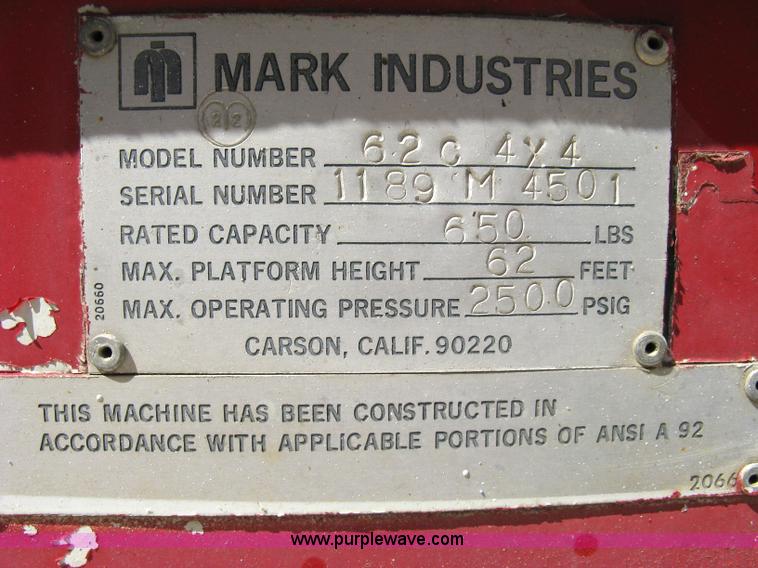 MARK INDUSTRIES
22
MODEL NUMBER 62C 4X4
SERIAL NUMBER 1189 M 4501
RATED CAPACITY 650 LBS
MAX. PLATFORM HEIGHT 62 FEET
MAX. OPERATING PRESSURE 2500 PSIG
20660
CARSON, CALIF. 90220
THIS MACHINE HAS BEEN CONSTRUCTED IN
ACCORDANCE WITH APPLICABLE PORTIONS OF ANSI A 92
2066
www.purplewave.com